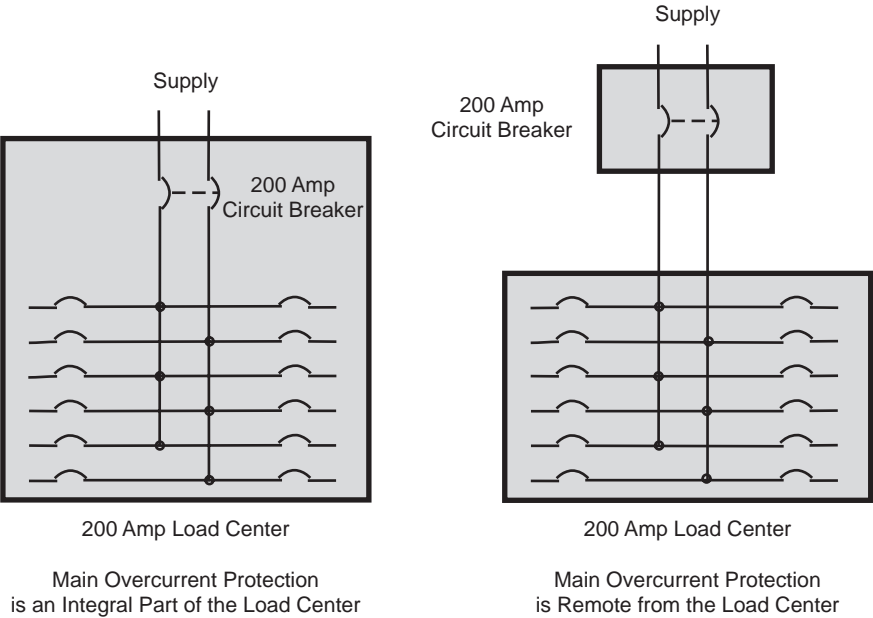 Supply
200 Amp
Circuit Breaker
200 Amp Load Center
Main Overcurrent Protection
is an Integral Part of the Load Center
Supply
200 Amp
Circuit Breaker
200 Amp Load Center
Main Overcurrent Protection
is Remote from the Load Center